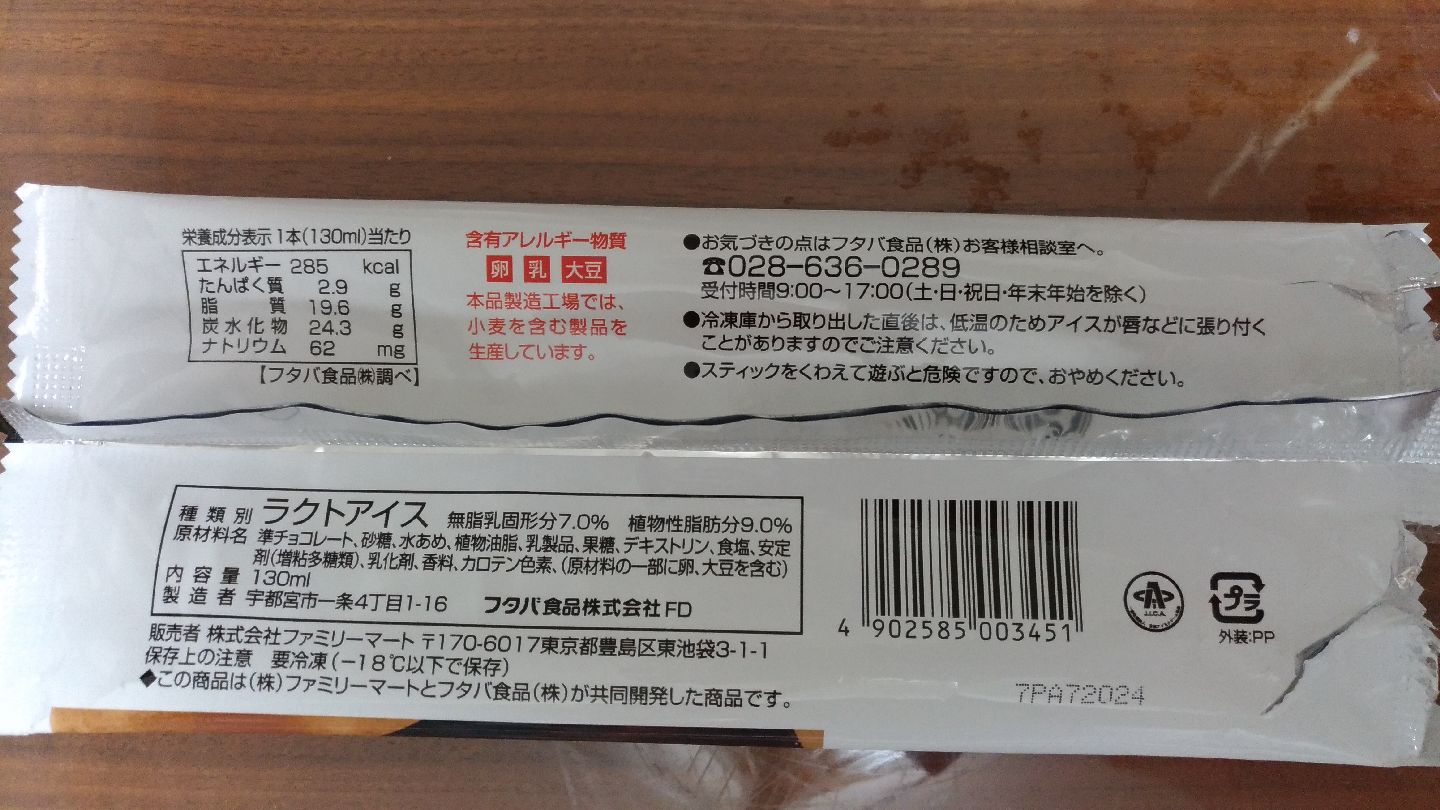 栄養成分表示1本(130ml)当たり
エネルギー 285 kcal
たんぱく質 2.9 g
脂質 19.6 g
炭水化物 24.3 g
ナトリウム 62 mg
【フタバ食品㈱調べ】
含有アレルギー物質
卵 乳 大豆
本品製造工場では、
小麦を含む製品を
生産しています。
●お気づきの点はフタバ食品(株)お客様相談室へ。
☎028-636-0289
受付時間9:00〜17:00(土・日・祝日・年末年始を除く)
●冷凍庫から取り出した直後は、低温のためアイスが唇などに張り付く
ことがありますのでご注意ください。
●スティックをくわえて遊ぶと危険ですので、おやめください。
種類別 ラクトアイス 無脂乳固形分7.0% 植物性脂肪分9.0%
原材料名 準チョコレート、砂糖、水あめ、植物油脂、乳製品、果糖、デキストリン、食塩、安定
剤(増粘多糖類)、乳化剤、香料、カロテン色素、(原材料の一部に卵、大豆を含む)
内容量 130ml
製造者 宇都宮市一条4丁目1-16 フタバ食品株式会社FD
販売者 株式会社ファミリーマート 〒170-6017東京都豊島区東池袋3-1-1
保存上の注意 要冷凍(−18℃以下で保存)
◆この商品は(株)ファミリーマートとフタバ食品(株)が共同開発した商品です。
4 902585 003451
J.I.C.A.
プラ
外装:PP
7PA72024